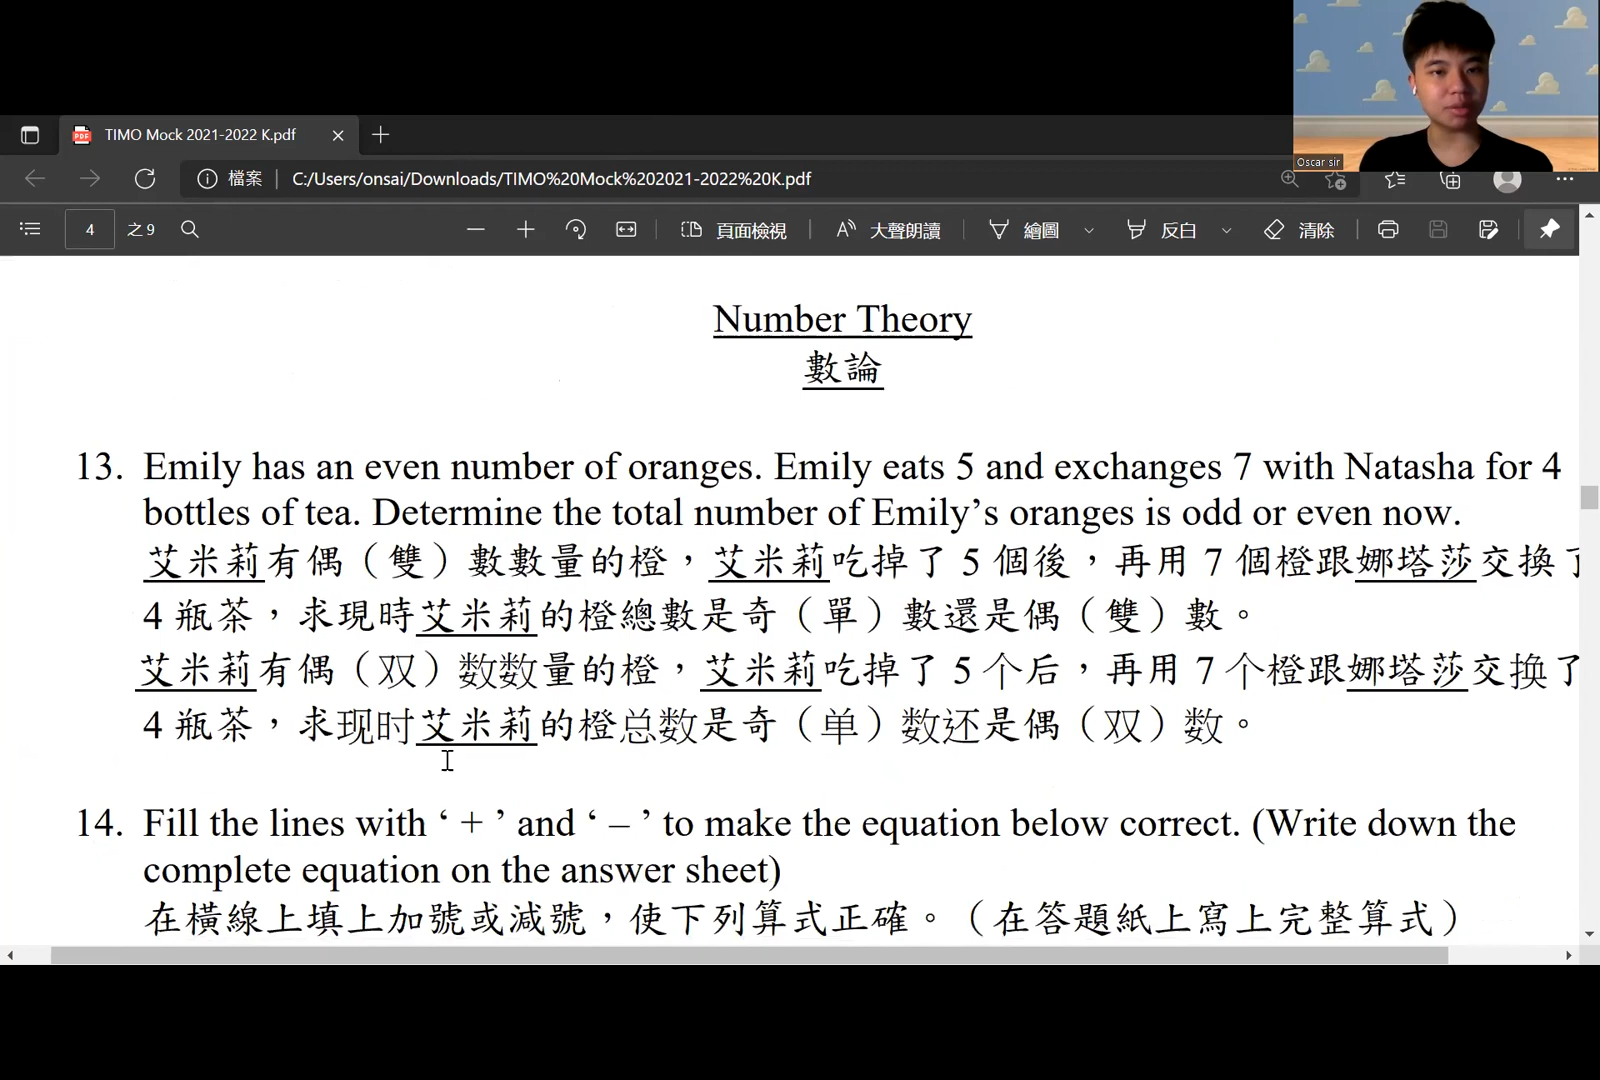 Oscar sir
TIMO Mock 2021-2022 K.pdf
檔案 C:/Users/onsai/Downloads/TIMO%20Mock%202021-2022%20K.pdf
4 之 9 頁面檢視 大聲朗讀 繪圖 反白 清除
Number Theory
數論
13. Emily has an even number of oranges. Emily eats 5 and exchanges 7 with Natasha for 4
bottles of tea. Determine the total number of Emily's oranges is odd or even now.
艾米莉有偶（雙）數數量的橙，艾米莉吃掉了 5 個後，再用 7 個橙跟娜塔莎交換了
4 瓶茶，求現時艾米莉的橙總數是奇（單）數還是偶（雙）數。
艾米莉有偶（双）数数量的橙，艾米莉吃掉了 5 个后，再用 7 个橙跟娜塔莎交换了
4 瓶茶，求现时艾米莉的橙总数是奇（单）数还是偶（双）数。
14. Fill the lines with ‘ + ’ and ‘ – ’ to make the equation below correct. (Write down the
complete equation on the answer sheet)
在橫線上填上加號或減號，使下列算式正確。（在答題紙上寫上完整算式）